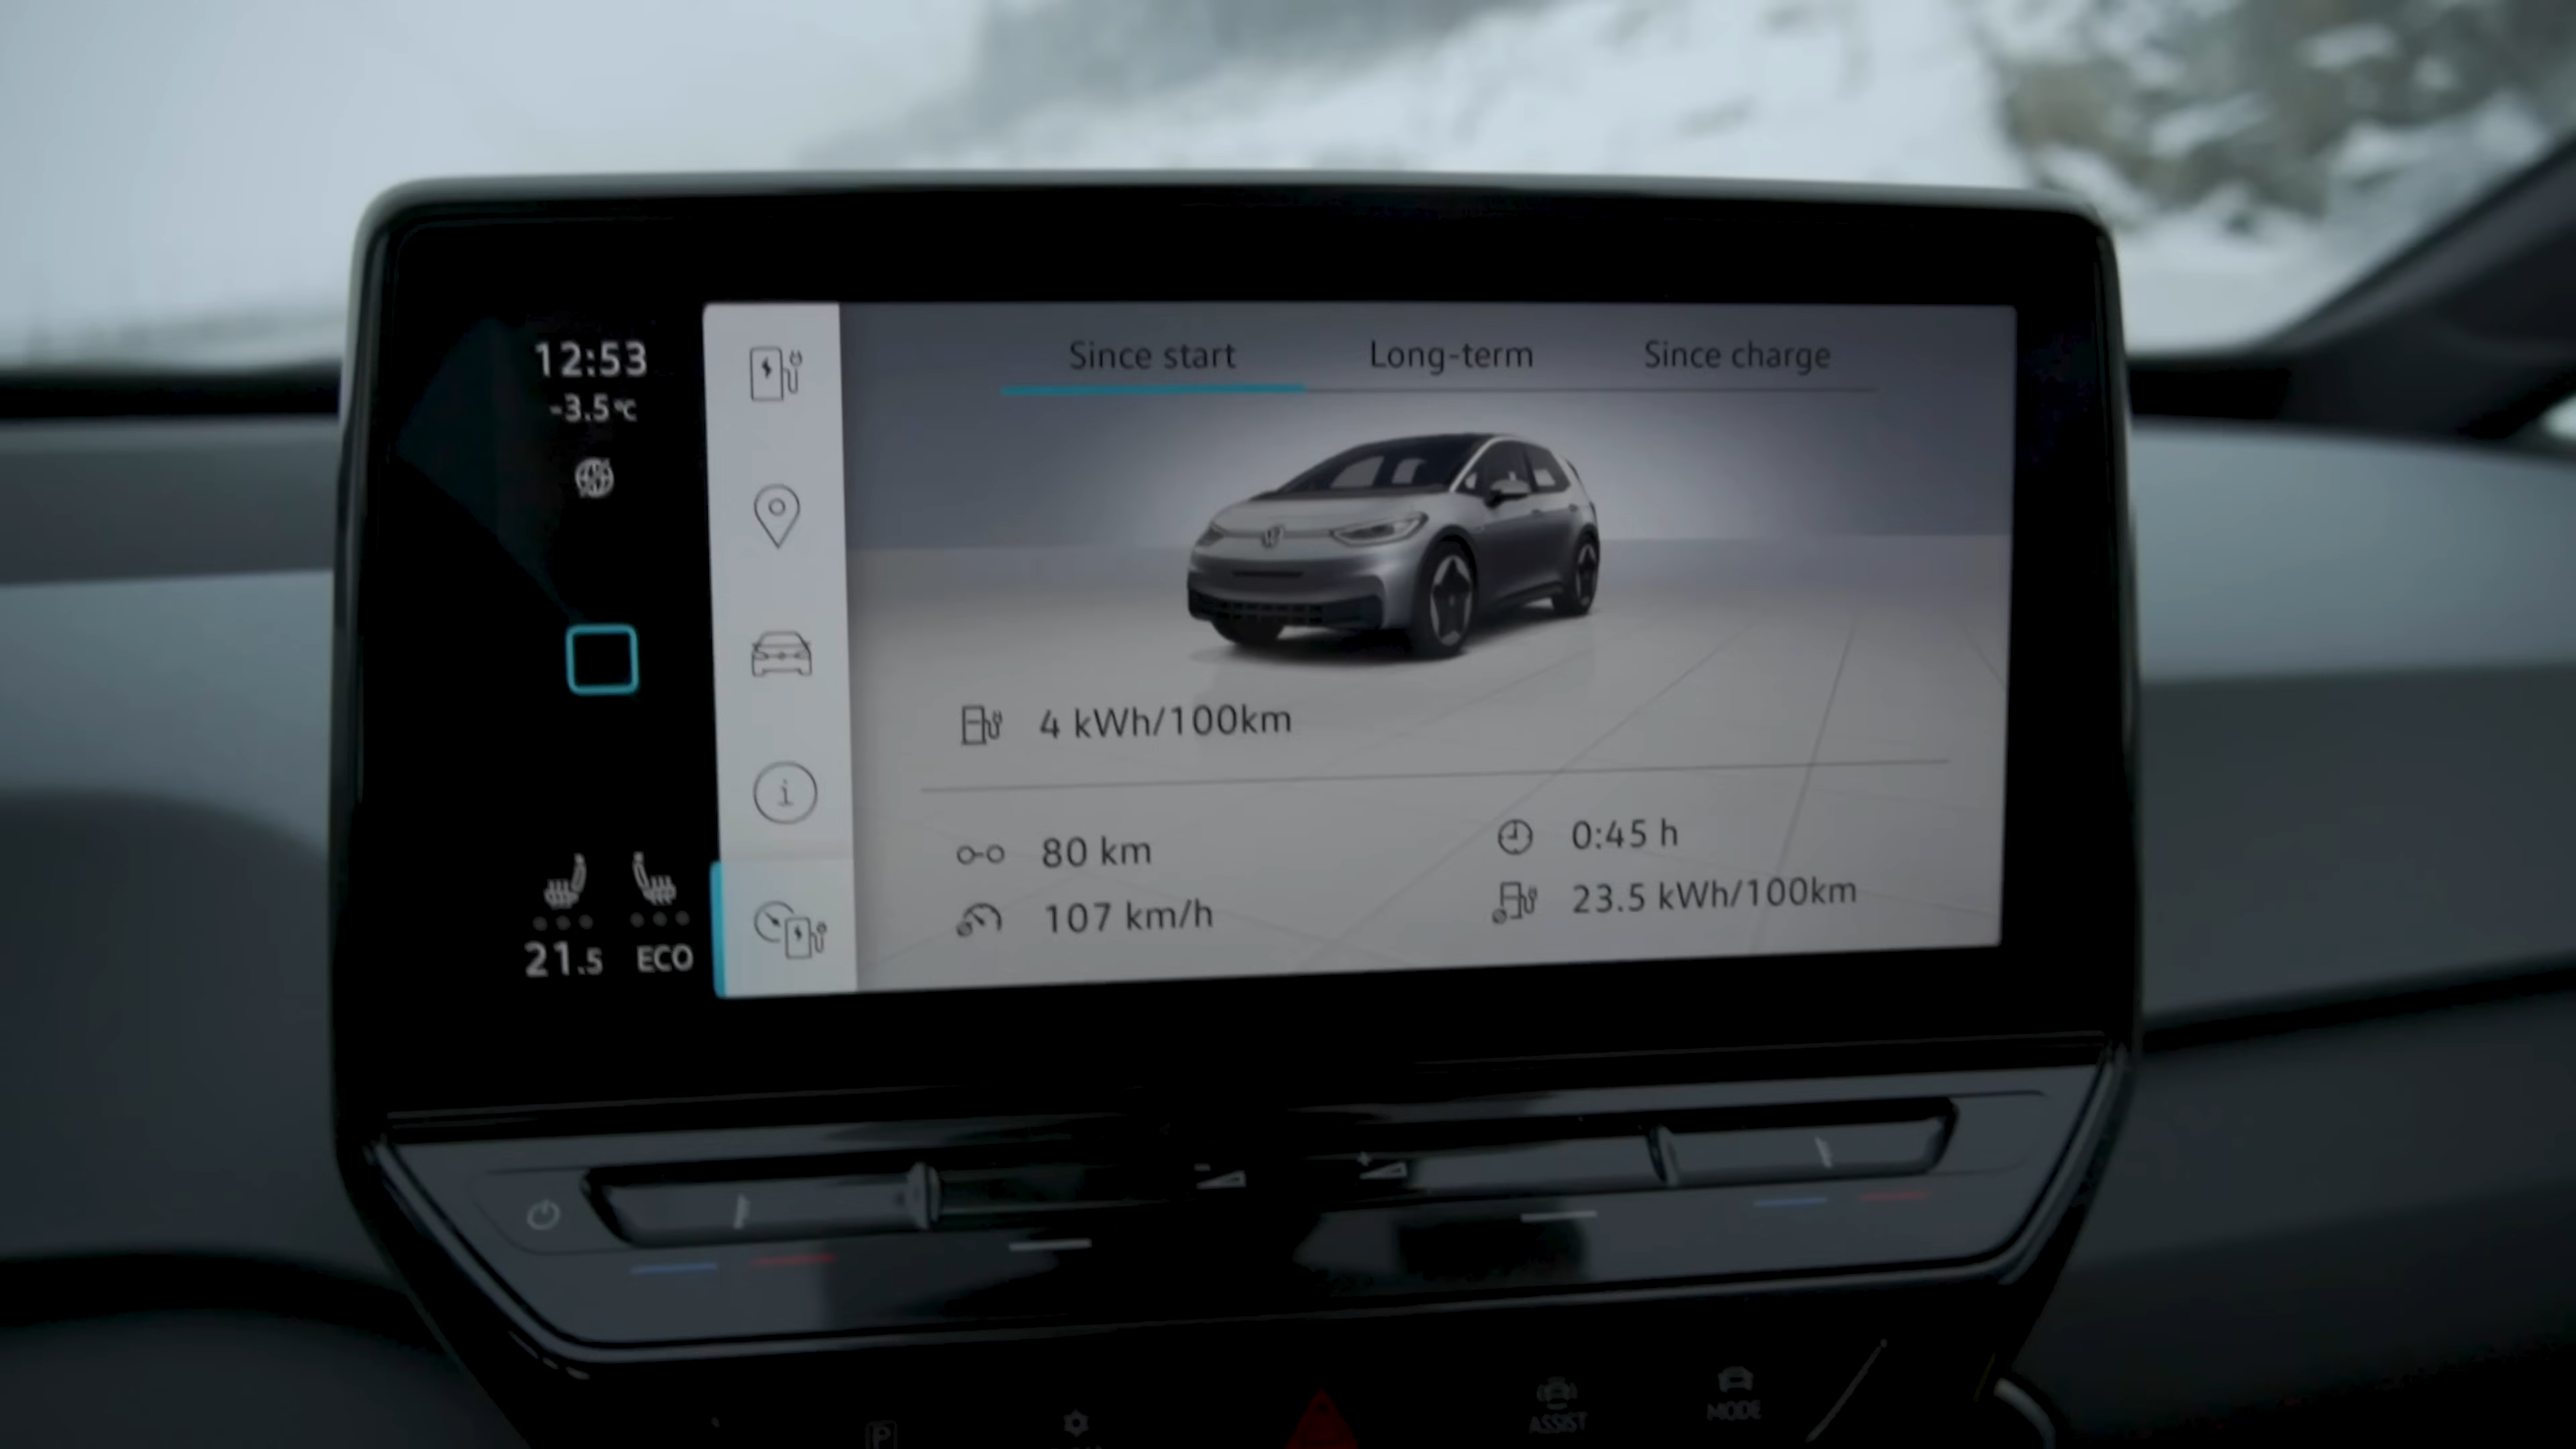 12:53
-3.5°C
Since start
Long-term
Since charge
4 kWh/100km
80 km
0:45 h
107 km/h
23.5 kWh/100km
21.5
ECO
P
ASSIST
MODE